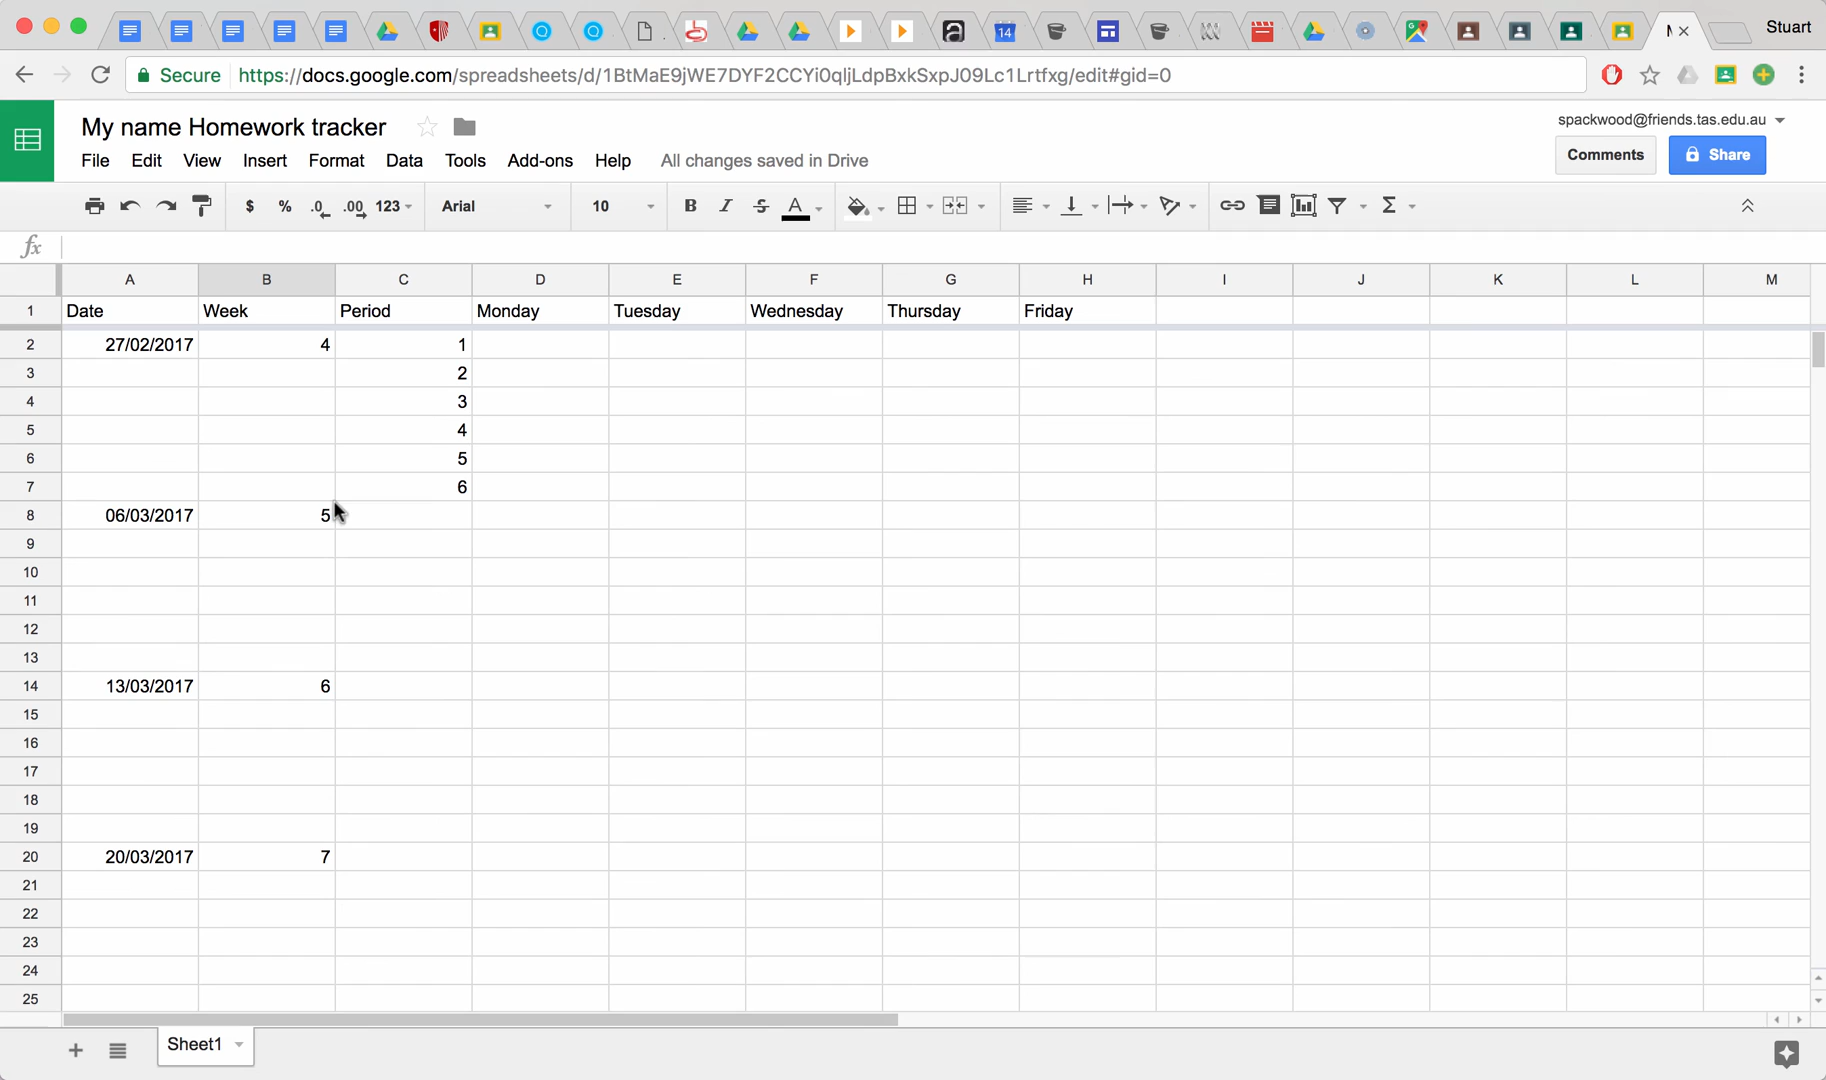 Stuart
Secure https://docs.google.com/spreadsheets/d/1BtMaE9jWE7DYF2CCYi0qljLdpBxkSxpJ09Lc1Lrtfxg/edit#gid=0
My name Homework tracker
spackwood@friends.tas.edu.au
File Edit View Insert Format Data Tools Add-ons Help All changes saved in Drive
Comments Share
$ % .0 .00 123 Arial 10 B I S A Σ
fx
A B C D E F G H I J K L M
1 Date Week Period Monday Tuesday Wednesday Thursday Friday
2 27/02/2017 4 1
3 2
4 3
5 4
6 5
7 6
8 06/03/2017 5
9
10
11
12
13
14 13/03/2017 6
15
16
17
18
19
20 20/03/2017 7
21
22
23
24
25
Sheet1